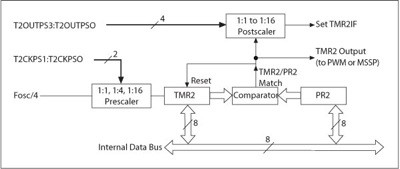 T2OUTPS3:T2OUTPSO
4
1:1 to 1:16
Postscaler
Set TMR2IF
T2CKPS1:T2CKPSO
2
TMR2 Output
(to PWM or MSSP)
TMR2/PR2
Match
Reset
Fosc/4
1:1, 1:4, 1:16
Prescaler
TMR2
Comparator
PR2
8
8
Internal Data Bus
8